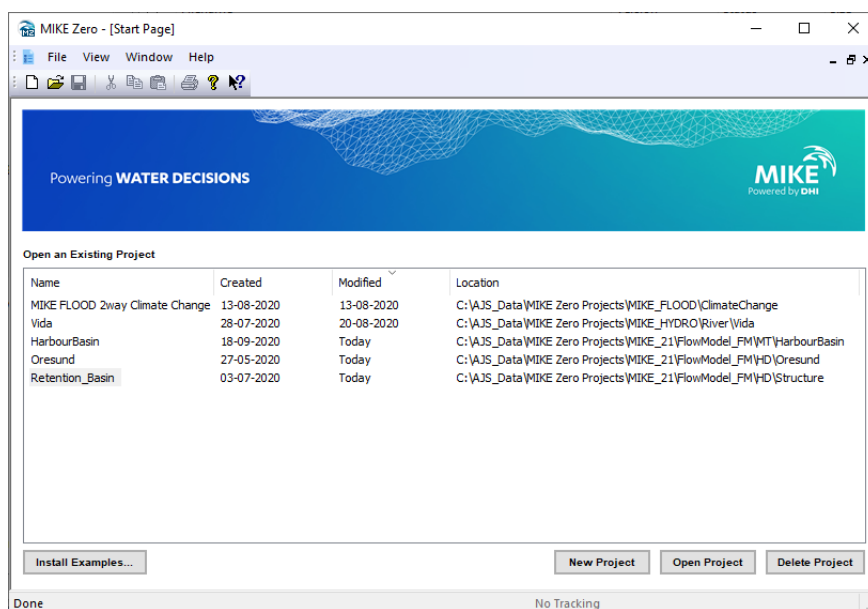 MIKE Zero - [Start Page]
File View Window Help
Powering WATER DECISIONS
MIKE
Powered by DHI
Open an Existing Project
Name Created Modified Location
MIKE FLOOD 2way Climate Change 13-08-2020 13-08-2020 C:\AJS_Data\MIKE Zero Projects\MIKE_FLOOD\ClimateChange
Vida 28-07-2020 20-08-2020 C:\AJS_Data\MIKE Zero Projects\MIKE_HYDRO\River\Vida
HarbourBasin 18-09-2020 Today C:\AJS_Data\MIKE Zero Projects\MIKE_21\FlowModel_FM\MT\HarbourBasin
Oresund 27-05-2020 Today C:\AJS_Data\MIKE Zero Projects\MIKE_21\FlowModel_FM\HD\Oresund
Retention_Basin 03-07-2020 Today C:\AJS_Data\MIKE Zero Projects\MIKE_21\FlowModel_FM\HD\Structure
Install Examples... New Project Open Project Delete Project
Done No Tracking